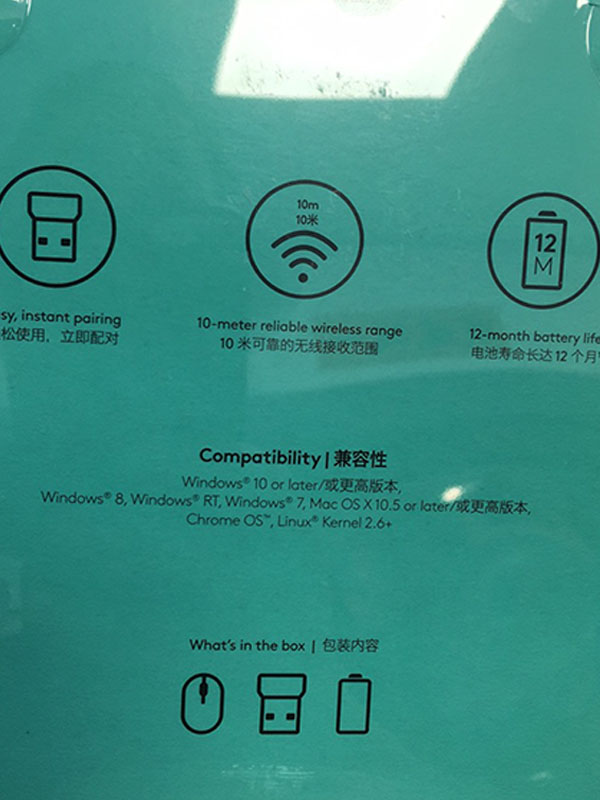 10m
10米
12
M
sy, instant pairing
松使用，立即配对
10-meter reliable wireless range
10 米可靠的无线接收范围
12-month battery life
电池寿命长达 12 个月
Compatibility | 兼容性
Windows® 10 or later/或更高版本,
Windows® 8, Windows® RT, Windows® 7, Mac OS X 10.5 or later/或更高版本,
Chrome OS™, Linux® Kernel 2.6+
What's in the box | 包装内容